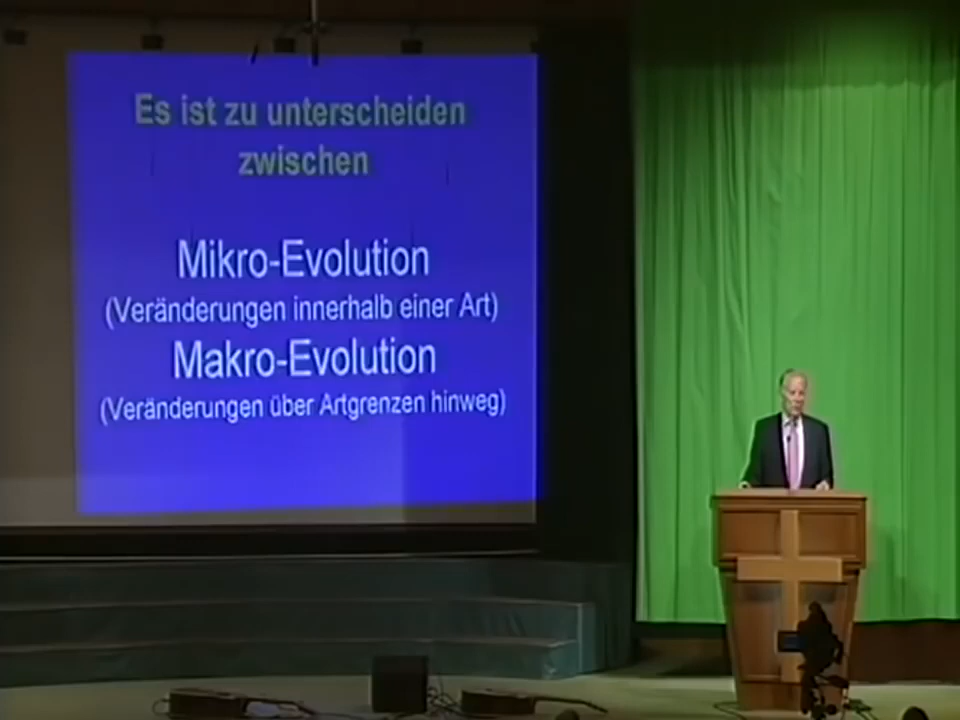 Es ist zu unterscheiden
zwischen
Mikro-Evolution
(Veränderungen innerhalb einer Art)
Makro-Evolution
(Veränderungen über Artgrenzen hinweg)